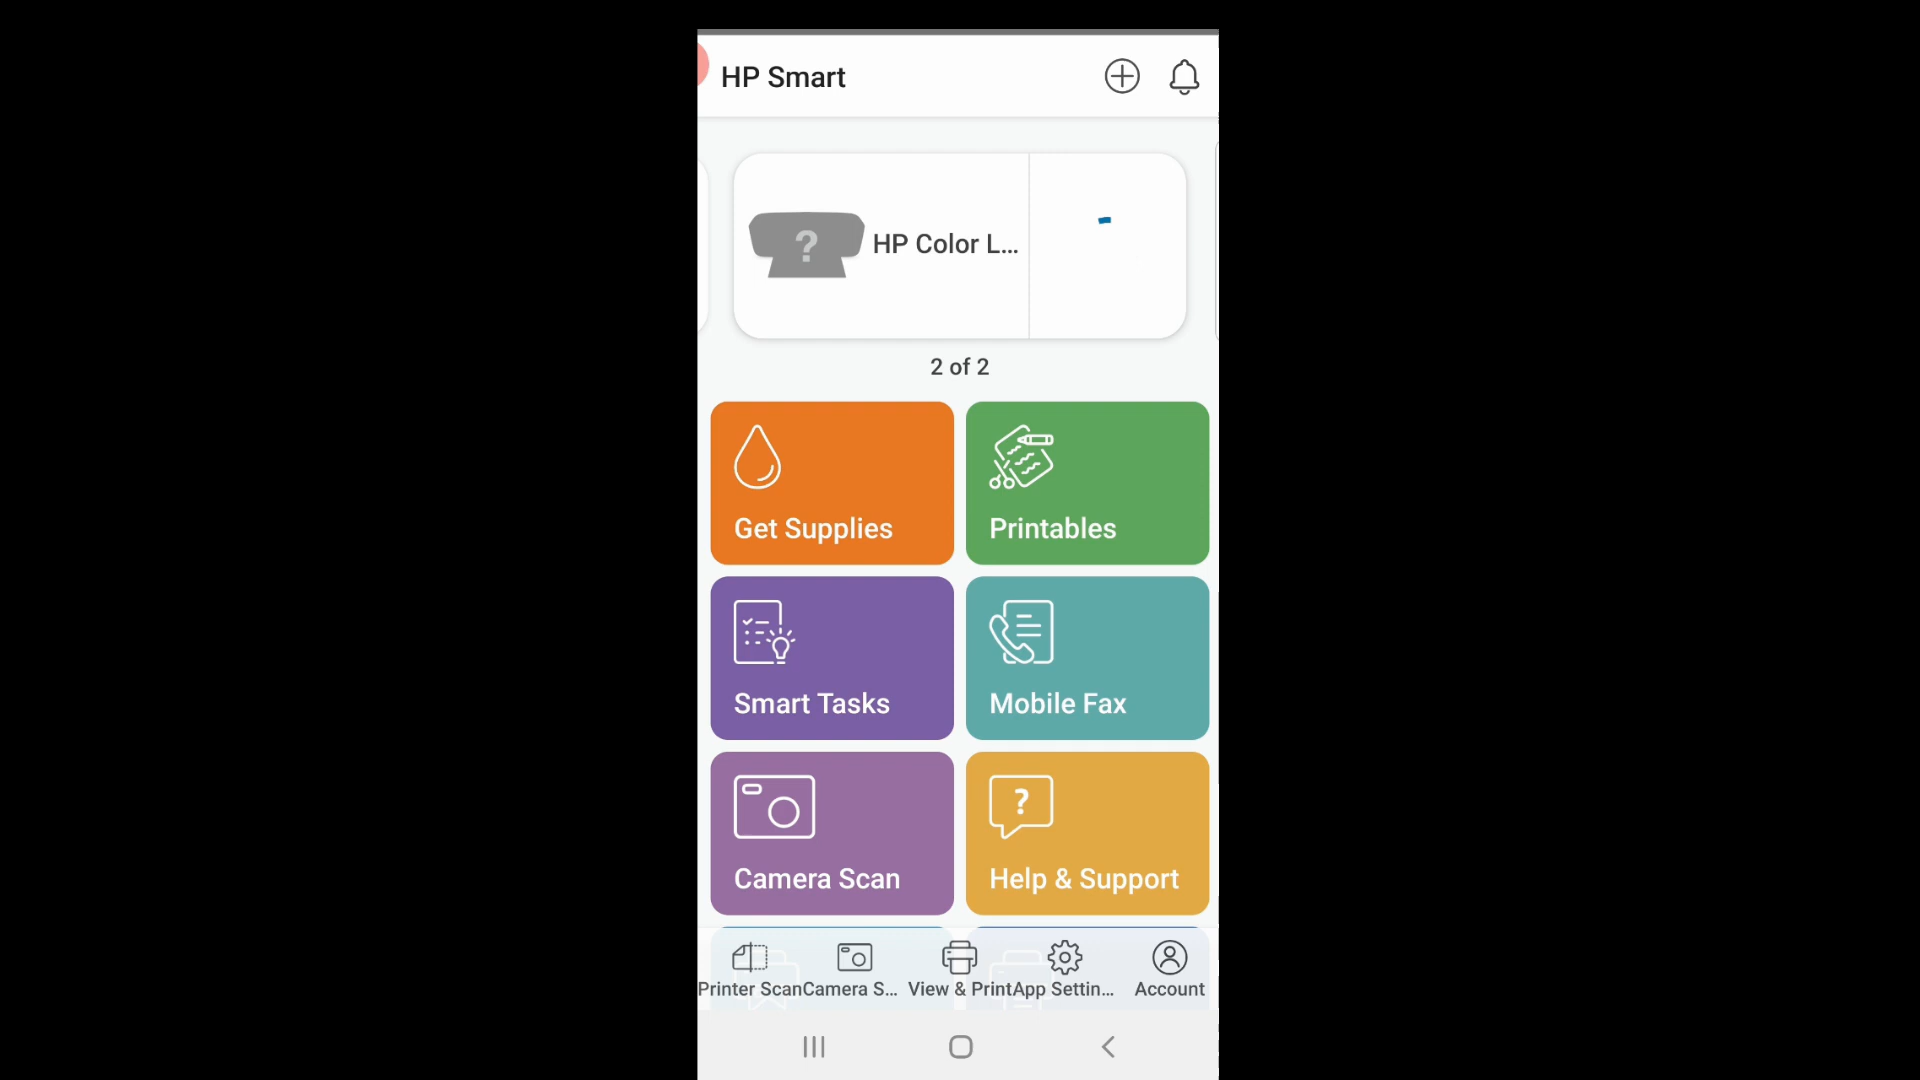 HP Smart
?
HP Color L...
2 of 2
Get Supplies
Printables
Smart Tasks
Mobile Fax
Camera Scan
?
Help & Support
Printer Scan
Camera S...
View & Print
App Settin...
Account